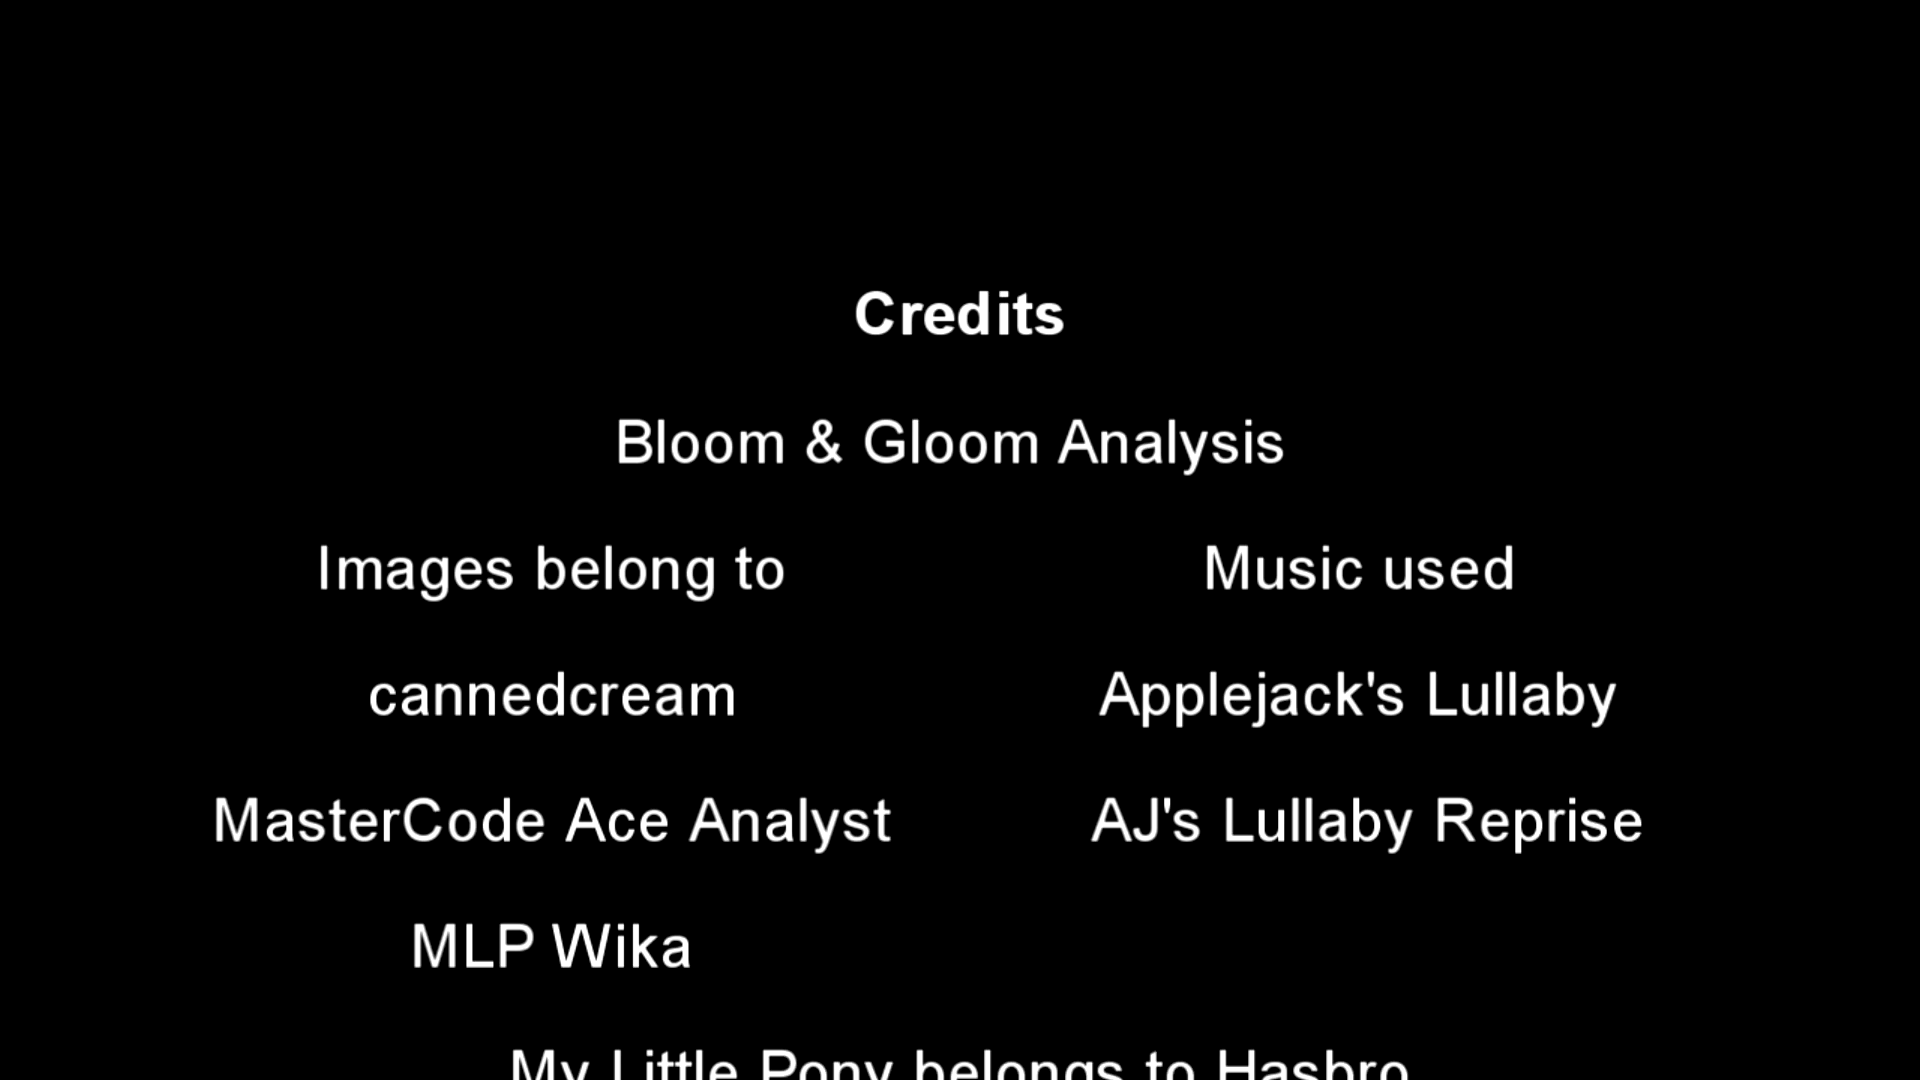 Credits
Bloom & Gloom Analysis
Images belong to
Music used
cannedcream
Applejack's Lullaby
MasterCode Ace Analyst
AJ's Lullaby Reprise
MLP Wika
My Little Pony belongs to Hasbro